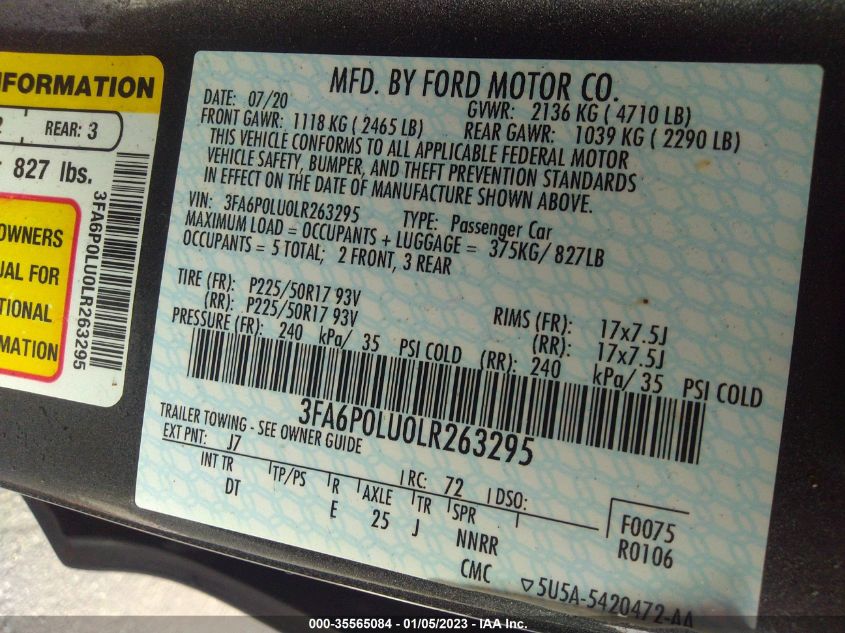 NFORMATION
REAR: 3
827 lbs.
3FA6P0LU0LR263295
OWNERS
UAL FOR
TIONAL
RMATION
MFD. BY FORD MOTOR CO.
DATE: 07/20 GVWR: 2136 KG ( 4710 LB)
FRONT GAWR: 1118 KG ( 2465 LB) REAR GAWR: 1039 KG ( 2290 LB)
THIS VEHICLE CONFORMS TO ALL APPLICABLE FEDERAL MOTOR
VEHICLE SAFETY, BUMPER, AND THEFT PREVENTION STANDARDS
IN EFFECT ON THE DATE OF MANUFACTURE SHOWN ABOVE.
VIN: 3FA6P0LU0LR263295 TYPE: Passenger Car
MAXIMUM LOAD = OCCUPANTS + LUGGAGE = 375KG/ 827LB
OCCUPANTS = 5 TOTAL; 2 FRONT, 3 REAR
TIRE (FR): P225/50R17 93V RIMS (FR): 17x7.5J
(RR): P225/50R17 93V (RR): 17x7.5J
PRESSURE (FR): 240 kPa/ 35 PSI COLD (RR): 240 kPa/ 35 PSI COLD
3FA6P0LU0LR263295
TRAILER TOWING - SEE OWNER GUIDE
EXT PNT: J7 RC: 72 DSO:
INT TR TP/PS R AXLE TR SPR F0075
DT E 25 J NNRR R0106
CMC ▽5U5A-5420472-AA
000-35565084 - 01/05/2023 - IAA Inc.